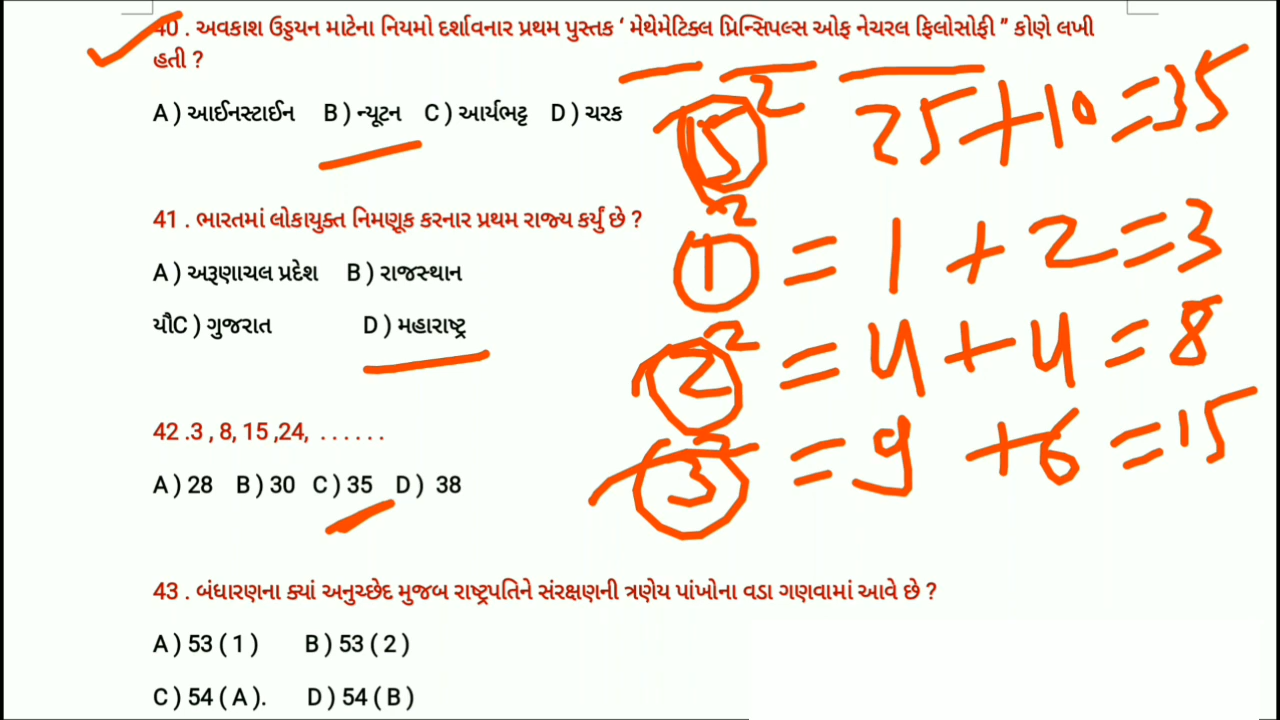 40 . અવકાશ ઉડ્ડયન માટેના નિયમો દર્શાવનાર પ્રથમ પુસ્તક ‘ મેથેમેટિકલ પ્રિન્સિપલ્સ ઓફ નેચરલ ફિલોસોફી ” કોણે લખી
હતી ?
A ) આઈનસ્ટાઈન B ) ન્યૂટન C ) આર્યભટ્ટ D ) ચરક
5² 25+10=35
41 . ભારતમાં લોકાયુક્ત નિમણૂક કરનાર પ્રથમ રાજ્ય કર્યું છે ?
1² = 1 + 2 = 3
A ) અરૂણાચલ પ્રદેશ B ) રાજસ્થાન
યૌC ) ગુજરાત D ) મહારાષ્ટ્ર
2² = 4 + 4 = 8
42 .3 , 8, 15 ,24, . . . . . .
3² = 9 + 6 = 15
A ) 28 B ) 30 C ) 35 D ) 38
43 . બંધારણના ક્યાં અનુચ્છેદ મુજબ રાષ્ટ્રપતિને સંરક્ષણની ત્રણેય પાંખોના વડા ગણવામાં આવે છે ?
A ) 53 ( 1 ) B ) 53 ( 2 )
C ) 54 ( A ). D ) 54 ( B )